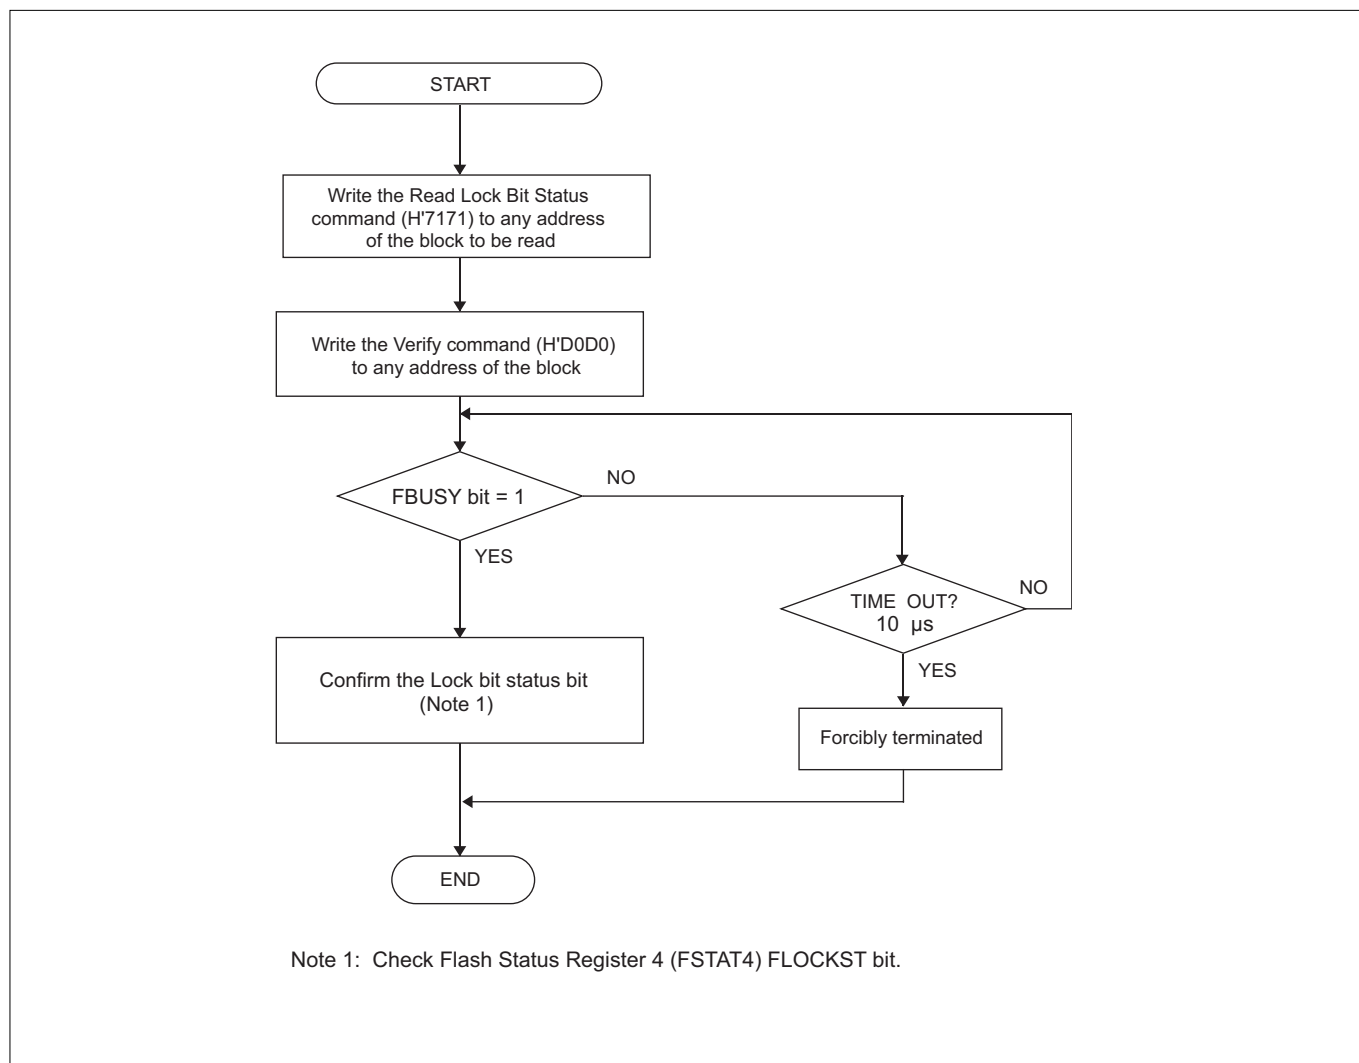 START
Write the Read Lock Bit Status
command (H'7171) to any address
of the block to be read
Write the Verify command (H'D0D0)
to any address of the block
FBUSY bit = 1
NO
YES
TIME OUT?
10 µs
NO
YES
Confirm the Lock bit status bit
(Note 1)
Forcibly terminated
END
Note 1: Check Flash Status Register 4 (FSTAT4) FLOCKST bit.